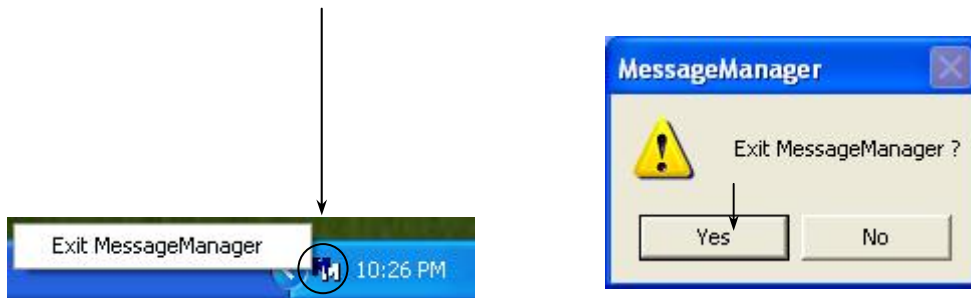 Exit MessageManager
10:26 PM
MessageManager
Exit MessageManager ?
Yes
No